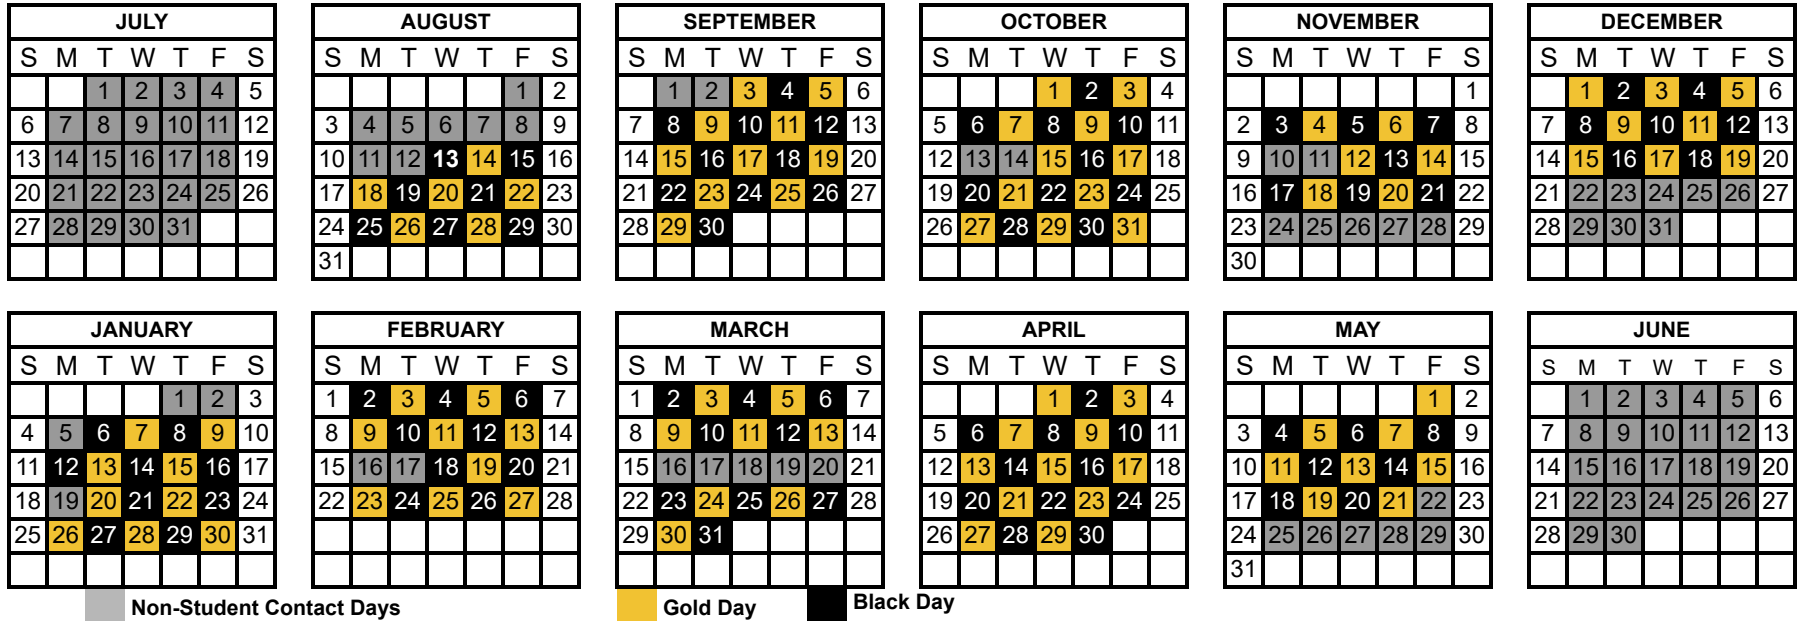 JULY AUGUST SEPTEMBER OCTOBER NOVEMBER DECEMBER
S M T W T F S S M T W T F S S M T W T F S S M T W T F S S M T W T F S S M T W T F S
1 2 3 4 5 1 2 1 2 3 4 5 6 1 2 3 4 1 1 2 3 4 5 6
6 7 8 9 10 11 12 3 4 5 6 7 8 9 7 8 9 10 11 12 13 5 6 7 8 9 10 11 2 3 4 5 6 7 8 7 8 9 10 11 12 13
13 14 15 16 17 18 19 10 11 12 13 14 15 16 14 15 16 17 18 19 20 12 13 14 15 16 17 18 9 10 11 12 13 14 15 14 15 16 17 18 19 20
20 21 22 23 24 25 26 17 18 19 20 21 22 23 21 22 23 24 25 26 27 19 20 21 22 23 24 25 16 17 18 19 20 21 22 21 22 23 24 25 26 27
27 28 29 30 31 24 25 26 27 28 29 30 28 29 30 26 27 28 29 30 31 23 24 25 26 27 28 29 28 29 30 31
31 30
JANUARY FEBRUARY MARCH APRIL MAY JUNE
S M T W T F S S M T W T F S S M T W T F S S M T W T F S S M T W T F S S M T W T F S
1 2 3 1 2 3 4 5 6 7 1 2 3 4 5 6 7 1 2 3 4 1 2 1 2 3 4 5 6
4 5 6 7 8 9 10 8 9 10 11 12 13 14 8 9 10 11 12 13 14 5 6 7 8 9 10 11 3 4 5 6 7 8 9 7 8 9 10 11 12 13
11 12 13 14 15 16 17 15 16 17 18 19 20 21 15 16 17 18 19 20 21 12 13 14 15 16 17 18 10 11 12 13 14 15 16 14 15 16 17 18 19 20
18 19 20 21 22 23 24 22 23 24 25 26 27 28 22 23 24 25 26 27 28 19 20 21 22 23 24 25 17 18 19 20 21 22 23 21 22 23 24 25 26 27
25 26 27 28 29 30 31 29 30 31 26 27 28 29 30 24 25 26 27 28 29 30 28 29 30
31
Non-Student Contact Days Gold Day Black Day